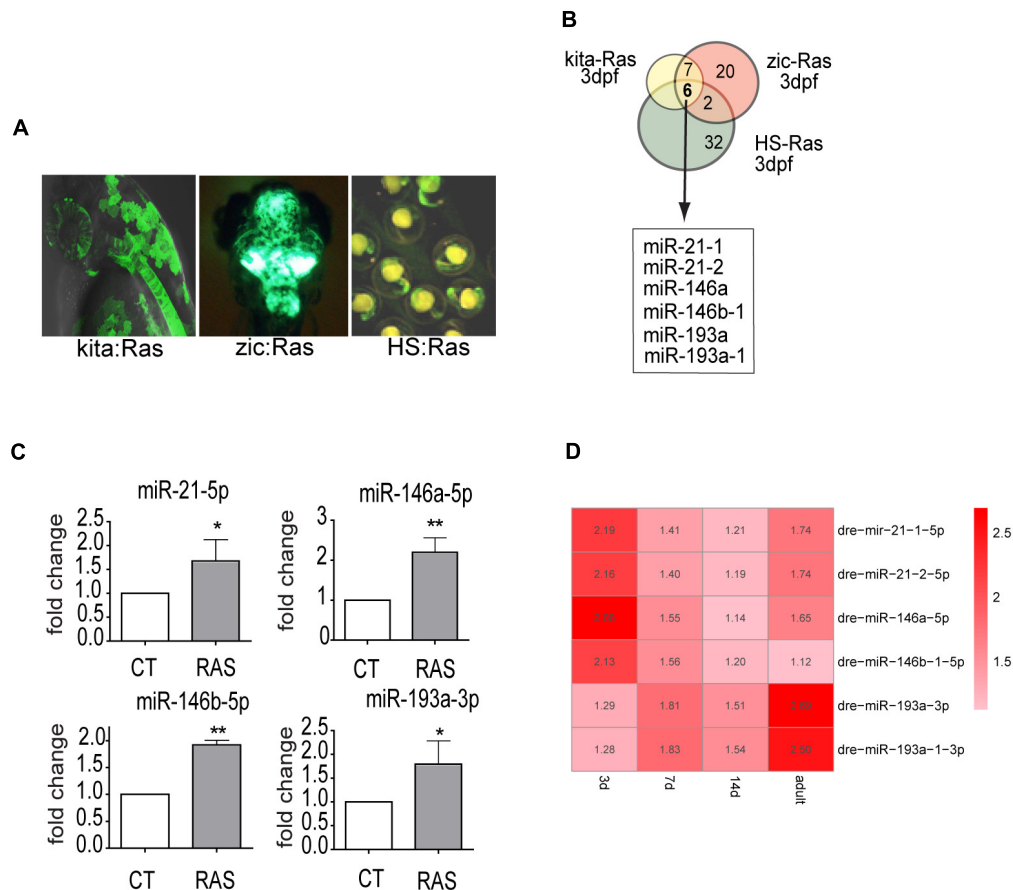 A
kita:Ras
zic:Ras
HS:Ras
B
kita-Ras
3dpf
zic-Ras
3dpf
HS-Ras
3dpf
7
20
6
2
32
miR-21-1
miR-21-2
miR-146a
miR-146b-1
miR-193a
miR-193a-1
C
miR-21-5p
fold change
2.5
2.0
1.5
1.0
0.5
0.0
*
CT
RAS
miR-146a-5p
fold change
3
2
1
0
**
CT
RAS
miR-146b-5p
fold change
2.0
1.5
1.0
0.5
0.0
**
CT
RAS
miR-193a-3p
fold change
2.5
2.0
1.5
1.0
0.5
0.0
*
CT
RAS
D
2.19 1.41 1.21 1.74 dre-mir-21-1-5p
2.16 1.40 1.19 1.74 dre-miR-21-2-5p
1.55 1.14 1.65 dre-miR-146a-5p
2.13 1.56 1.20 1.12 dre-miR-146b-1-5p
1.29 1.81 1.51 dre-miR-193a-3p
1.28 1.83 1.54 dre-miR-193a-1-3p
3d
7d
14d
adult
2.5
2
1.5